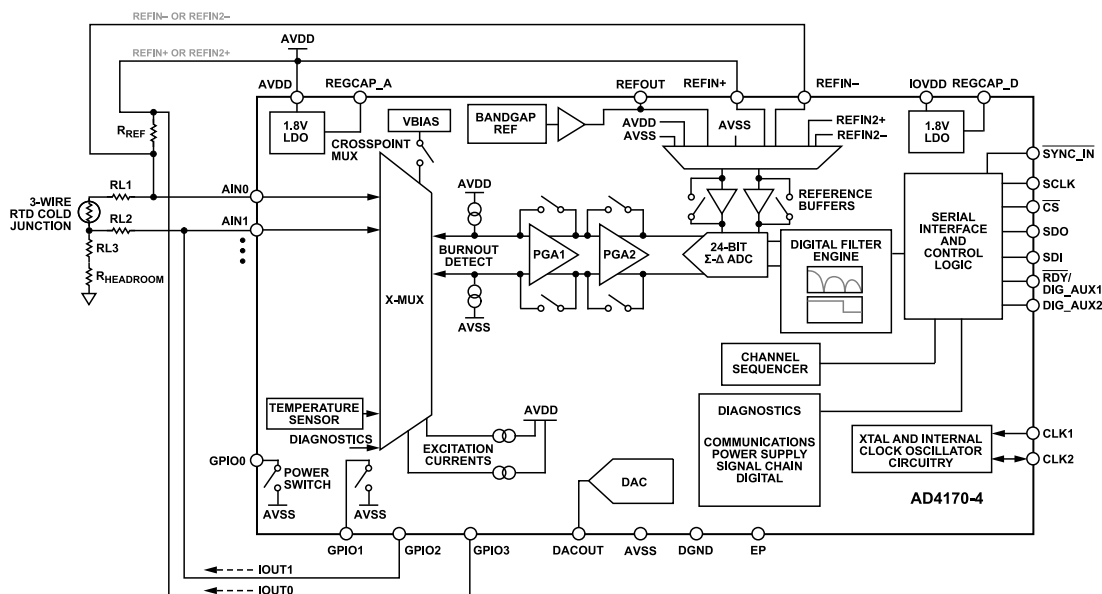 REFIN– OR REFIN2–
REFIN+ OR REFIN2+
AVDD
AVDD
REGCAP_A
REFOUT
REFIN+
REFIN–
IOVDD
REGCAP_D
RREF
1.8V
LDO
VBIAS
CROSSPOINT
MUX
BANDGAP
REF
AVDD
AVSS
AVSS
REFIN2+
REFIN2–
1.8V
LDO
SYNC_IN
SCLK
CS
SDO
SDI
RDY/
DIG_AUX1
DIG_AUX2
3-WIRE
RTD COLD
JUNCTION
RL1
RL2
RL3
RHEADROOM
AIN0
AIN1
X-MUX
AVDD
BURNOUT
DETECT
AVSS
PGA1
PGA2
REFERENCE
BUFFERS
24-BIT
Σ-Δ ADC
DIGITAL FILTER
ENGINE
SERIAL
INTERFACE
AND
CONTROL
LOGIC
CHANNEL
SEQUENCER
TEMPERATURE
SENSOR
DIAGNOSTICS
AVDD
EXCITATION
CURRENTS
DIAGNOSTICS
COMMUNICATIONS
POWER SUPPLY
SIGNAL CHAIN
DIGITAL
XTAL AND INTERNAL
CLOCK OSCILLATOR
CIRCUITRY
CLK1
CLK2
GPIO0
POWER
SWITCH
AVSS
AVSS
DAC
AD4170-4
GPIO1
GPIO2
GPIO3
DACOUT
AVSS
DGND
EP
IOUT1
IOUT0